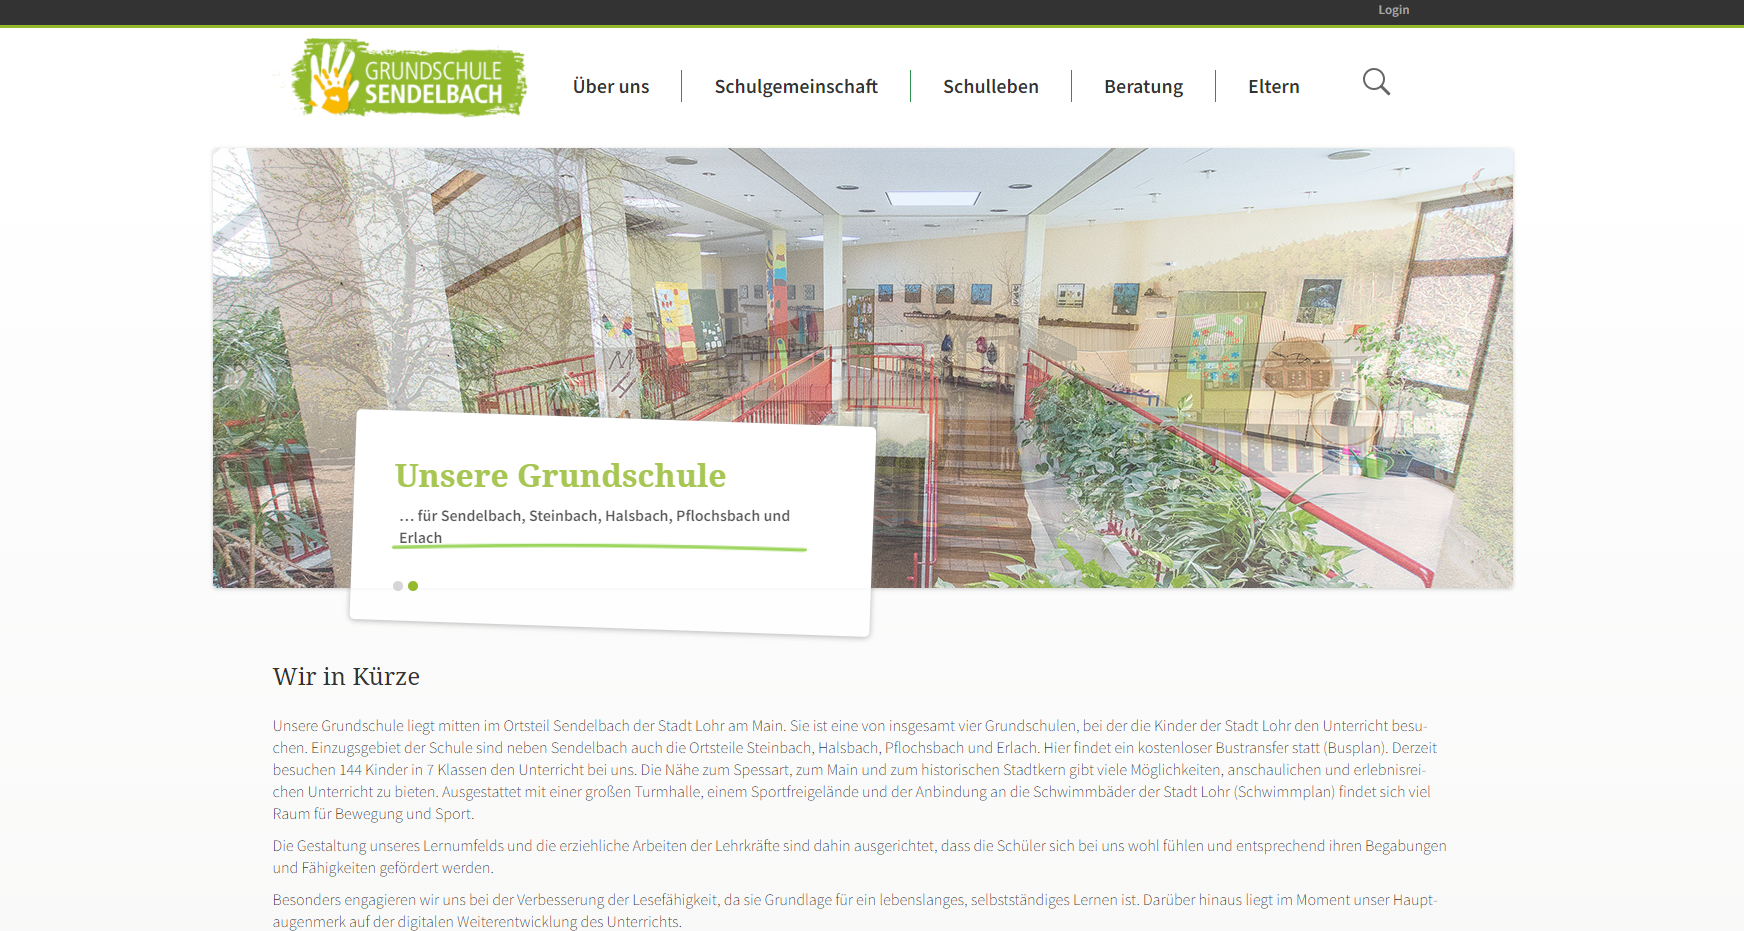 Login
GRUNDSCHULE
SENDELBACH
Über uns
Schulgemeinschaft
Schulleben
Beratung
Eltern
Unsere Grundschule
… für Sendelbach, Steinbach, Halsbach, Pflochsbach und
Erlach
Wir in Kürze
Unsere Grundschule liegt mitten im Ortsteil Sendelbach der Stadt Lohr am Main. Sie ist eine von insgesamt vier Grundschulen, bei der die Kinder der Stadt Lohr den Unterricht besu-
chen. Einzugsgebiet der Schule sind neben Sendelbach auch die Ortsteile Steinbach, Halsbach, Pflochsbach und Erlach. Hier findet ein kostenloser Bustransfer statt (Busplan). Derzeit
besuchen 144 Kinder in 7 Klassen den Unterricht bei uns. Die Nähe zum Spessart, zum Main und zum historischen Stadtkern gibt viele Möglichkeiten, anschaulichen und erlebnisrei-
chen Unterricht zu bieten. Ausgestattet mit einer großen Turmhalle, einem Sportfreigelände und der Anbindung an die Schwimmbäder der Stadt Lohr (Schwimmplan) findet sich viel
Raum für Bewegung und Sport.
Die Gestaltung unseres Lernumfelds und die erziehliche Arbeiten der Lehrkräfte sind dahin ausgerichtet, dass die Schüler sich bei uns wohl fühlen und entsprechend ihren Begabungen
und Fähigkeiten gefördert werden.
Besonders engagieren wir uns bei der Verbesserung der Lesefähigkeit, da sie Grundlage für ein lebenslanges, selbstständiges Lernen ist. Darüber hinaus liegt im Moment unser Haupt-
augenmerk auf der digitalen Weiterentwicklung des Unterrichts.